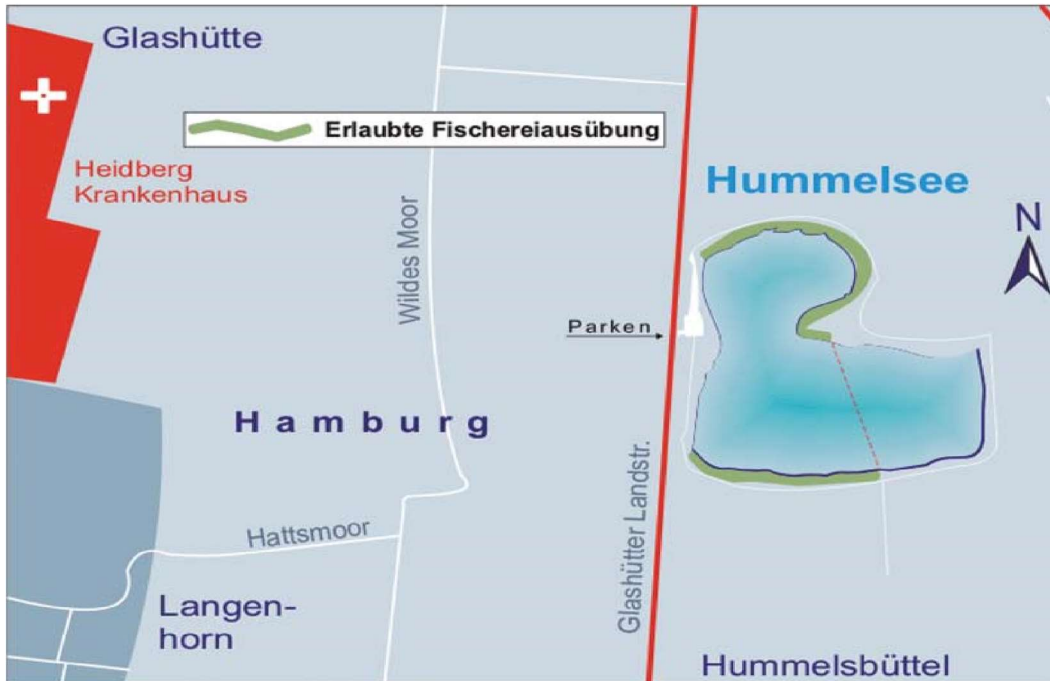 Glashütte
Erlaubte Fischereiausübung
Heidberg
Krankenhaus
Hummelsee
N
Wildes Moor
Parken
Hamburg
Glashütter Landstr.
Hattsmoor
Langen-
horn
Hummelsbüttel